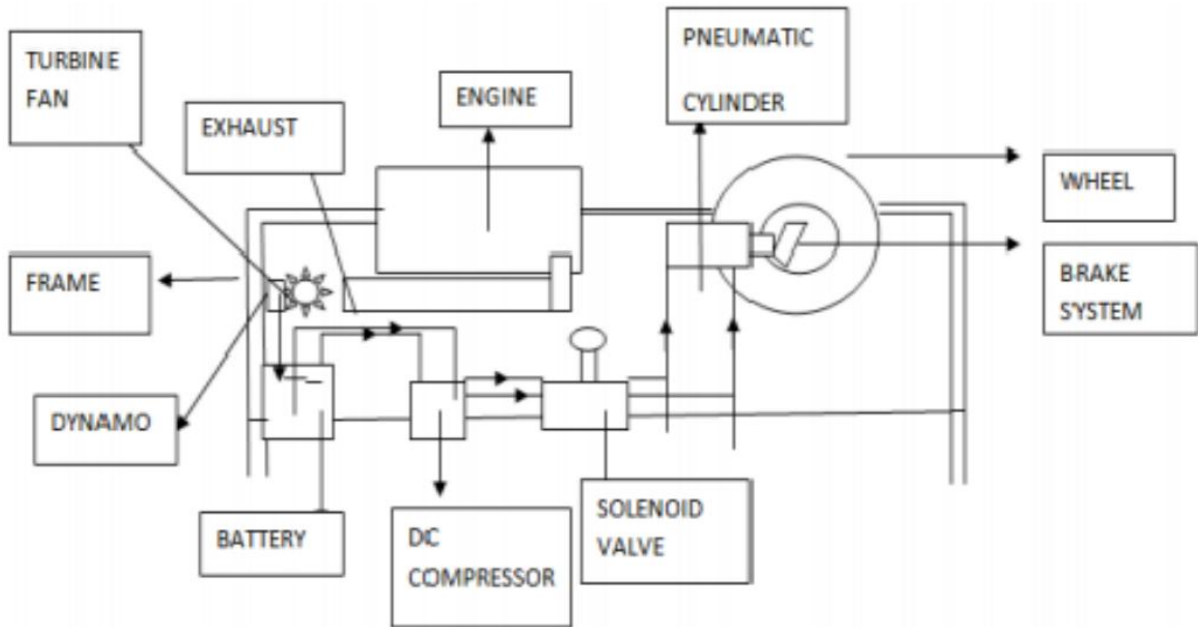 TURBINE
FAN
EXHAUST
ENGINE
PNEUMATIC
CYLINDER
WHEEL
BRAKE
SYSTEM
FRAME
DYNAMO
BATTERY
DC
COMPRESSOR
SOLENOID
VALVE